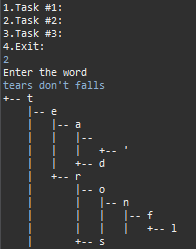 1.Task #1:
2.Task #2:
3.Task #3:
4.Exit:
2
Enter the word
tears don't falls
+-- t
|-- e
| |-- a
| | |--
| | | +-- '
| | +-- d
| +-- r
| |-- o
| | |-- n
| | | |-- f
| | | | +-- l
| +-- s